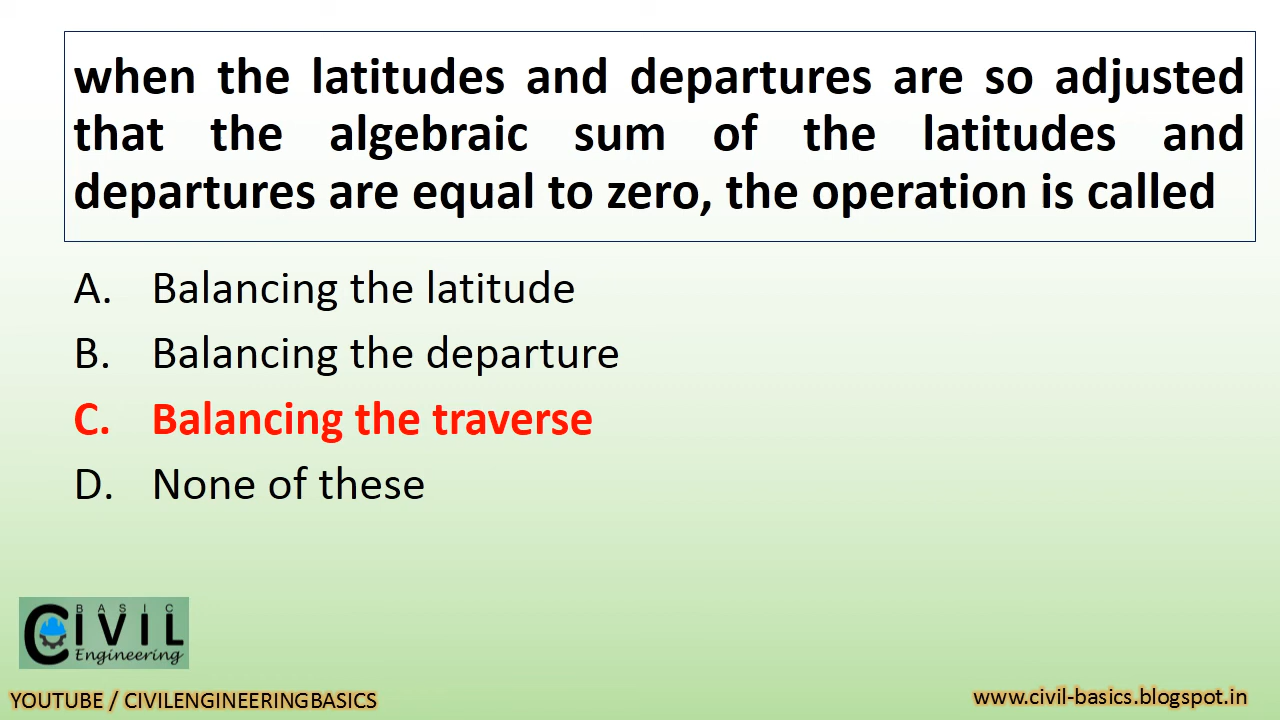 when the latitudes and departures are so adjusted
that the algebraic sum of the latitudes and
departures are equal to zero, the operation is called
A. Balancing the latitude
B. Balancing the departure
C. Balancing the traverse
D. None of these
BASIC
CIVIL
Engineering
YOUTUBE / CIVILENGINEERINGBASICS
www.civil-basics.blogspot.in